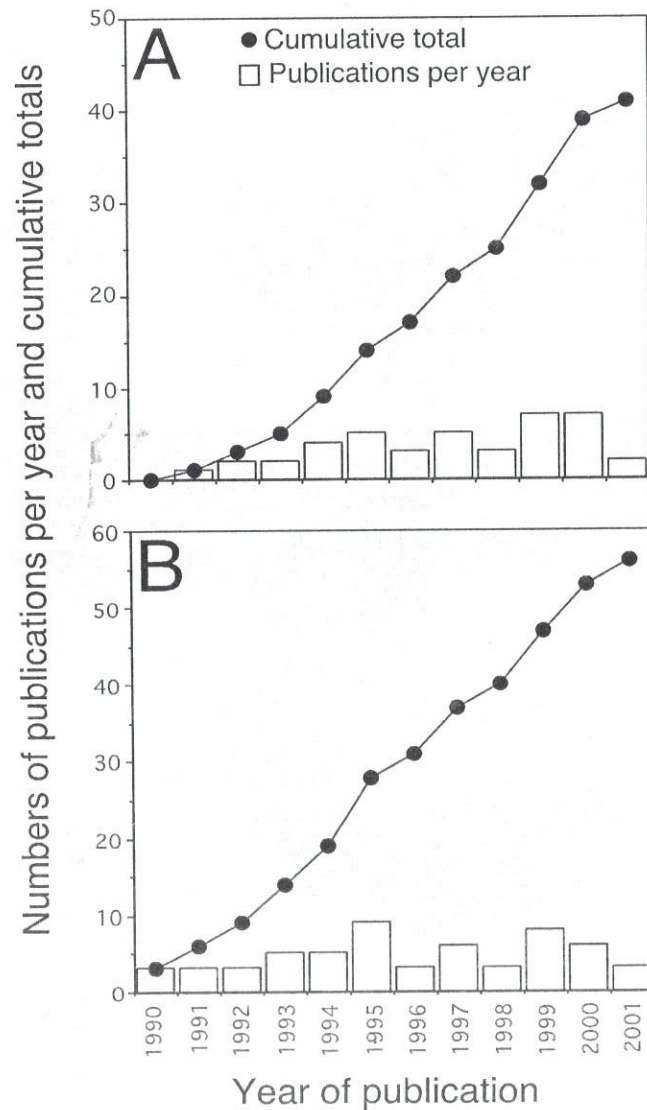 Numbers of publications per year and cumulative totals
A
Cumulative total
Publications per year
50
40
30
20
10
0
B
60
50
40
30
20
10
0
1990 1991 1992 1993 1994 1995 1996 1997 1998 1999 2000 2001
Year of publication